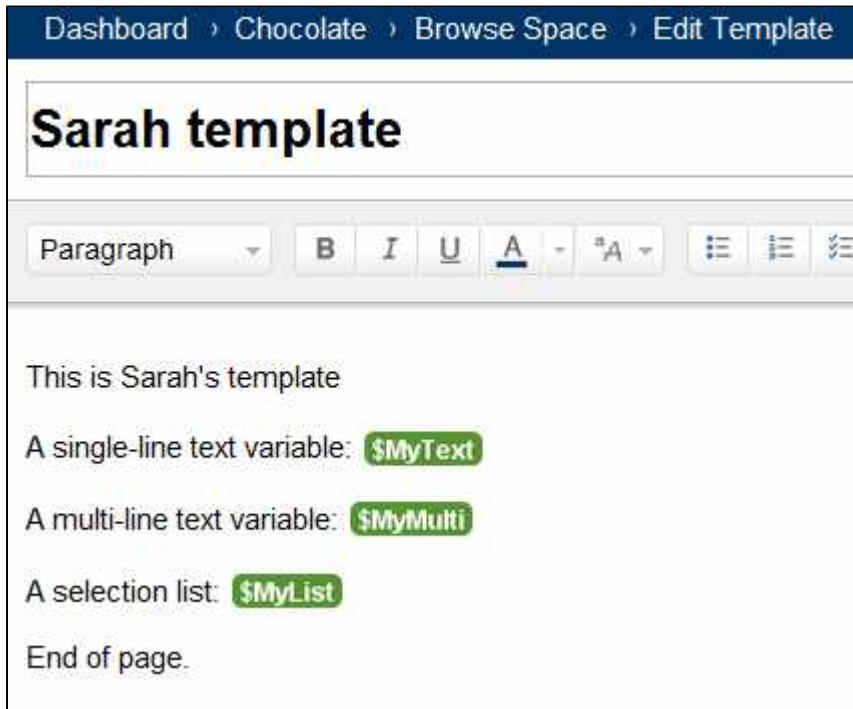 Dashboard › Chocolate › Browse Space › Edit Template
Sarah template
Paragraph B I U A ªA
This is Sarah's template
A single-line text variable: $MyText
A multi-line text variable: $MyMulti
A selection list: $MyList
End of page.